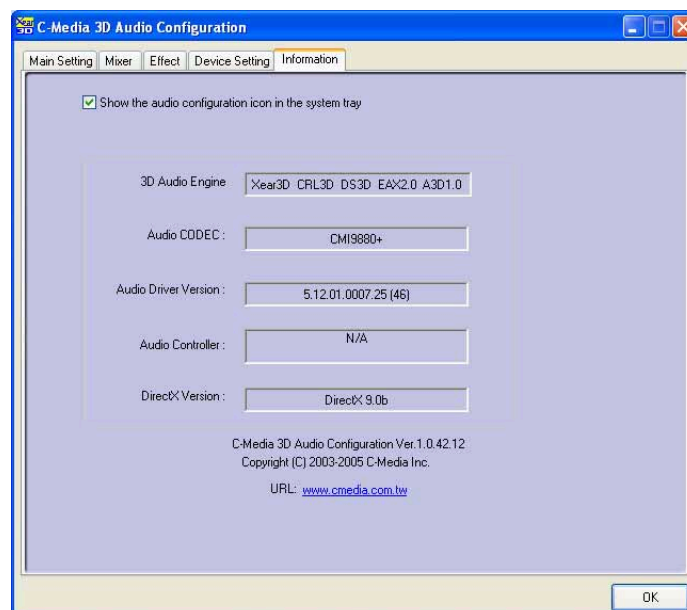 Xear 3D C-Media 3D Audio Configuration
Main Setting Mixer Effect Device Setting Information
Show the audio configuration icon in the system tray
3D Audio Engine Xear3D CRL3D DS3D EAX2.0 A3D1.0
Audio CODEC : CMI9880+
Audio Driver Version : 5.12.01.0007.25 (46)
Audio Controller : N/A
DirectX Version : DirectX 9.0b
C-Media 3D Audio Configuration Ver.1.0.42.12
Copyright (C) 2003-2005 C-Media Inc.
URL: www.cmedia.com.tw
OK